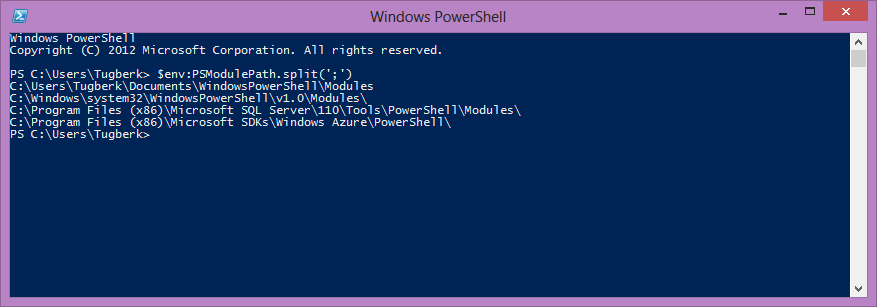 Windows PowerShell
Windows PowerShell
Copyright (C) 2012 Microsoft Corporation. All rights reserved.
PS C:\Users\Tugberk> $env:PSModulePath.split(';')
C:\Users\Tugberk\Documents\WindowsPowerShell\Modules
C:\Windows\system32\WindowsPowerShell\v1.0\Modules\
C:\Program Files (x86)\Microsoft SQL Server\110\Tools\PowerShell\Modules\
C:\Program Files (x86)\Microsoft SDKs\Windows Azure\PowerShell\
PS C:\Users\Tugberk>